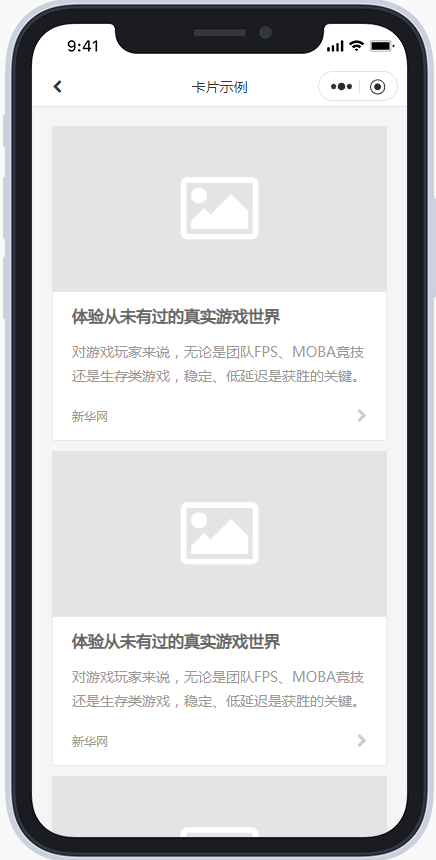 9:41
卡片示例
体验从未有过的真实游戏世界
对游戏玩家来说，无论是团队FPS、MOBA竞技
还是生存类游戏，稳定、低延迟是获胜的关键。
新华网
体验从未有过的真实游戏世界
对游戏玩家来说，无论是团队FPS、MOBA竞技
还是生存类游戏，稳定、低延迟是获胜的关键。
新华网